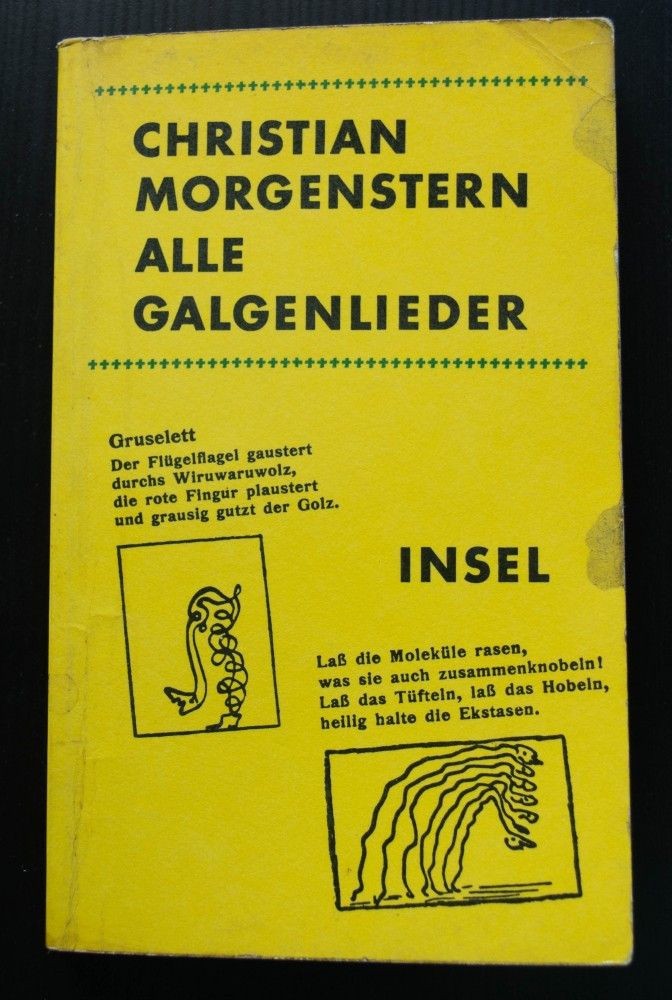 CHRISTIAN
MORGENSTERN
ALLE
GALGENLIEDER
Gruselett
Der Flügelflagel gaustert
durchs Wiruwaruwolz,
die rote Fingur plaustert
und grausig gutzt der Golz.
INSEL
Laß die Moleküle rasen,
was sie auch zusammenknobeln!
Laß das Tüfteln, laß das Hobeln,
heilig halte die Ekstasen.